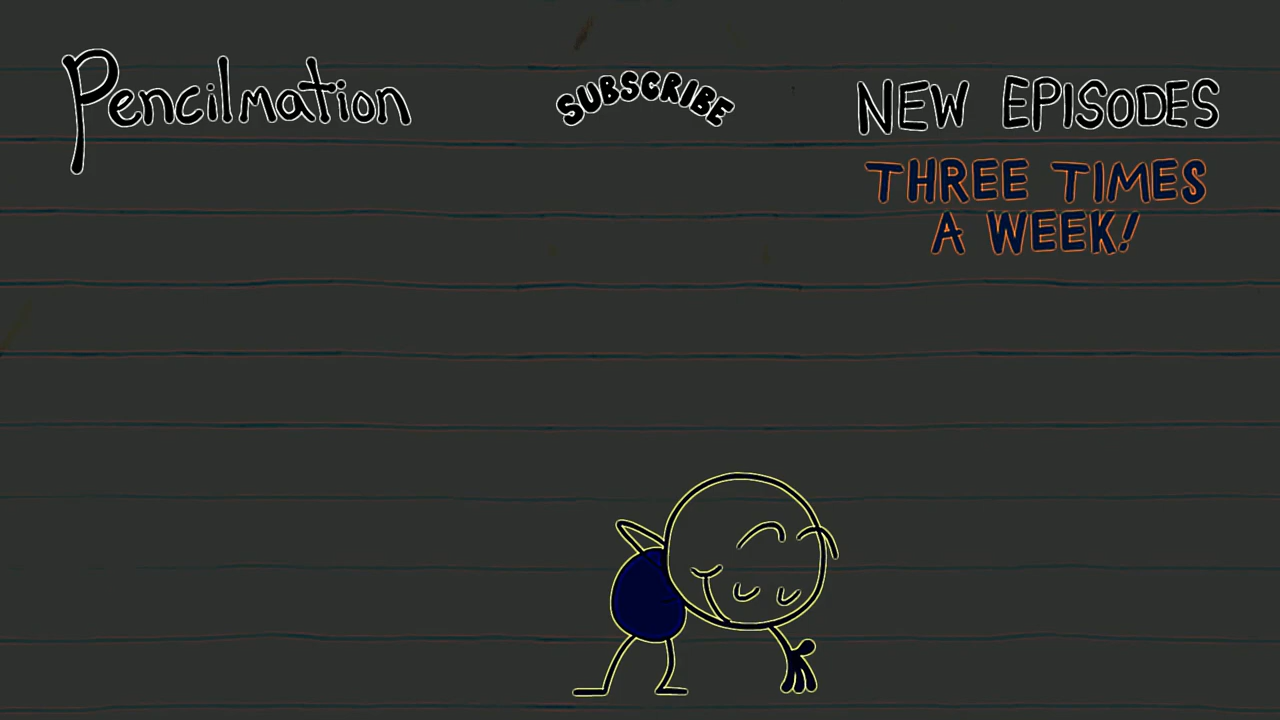 Pencilmation
SUBSCRIBE
NEW EPISODES
THREE TIMES
A WEEK!